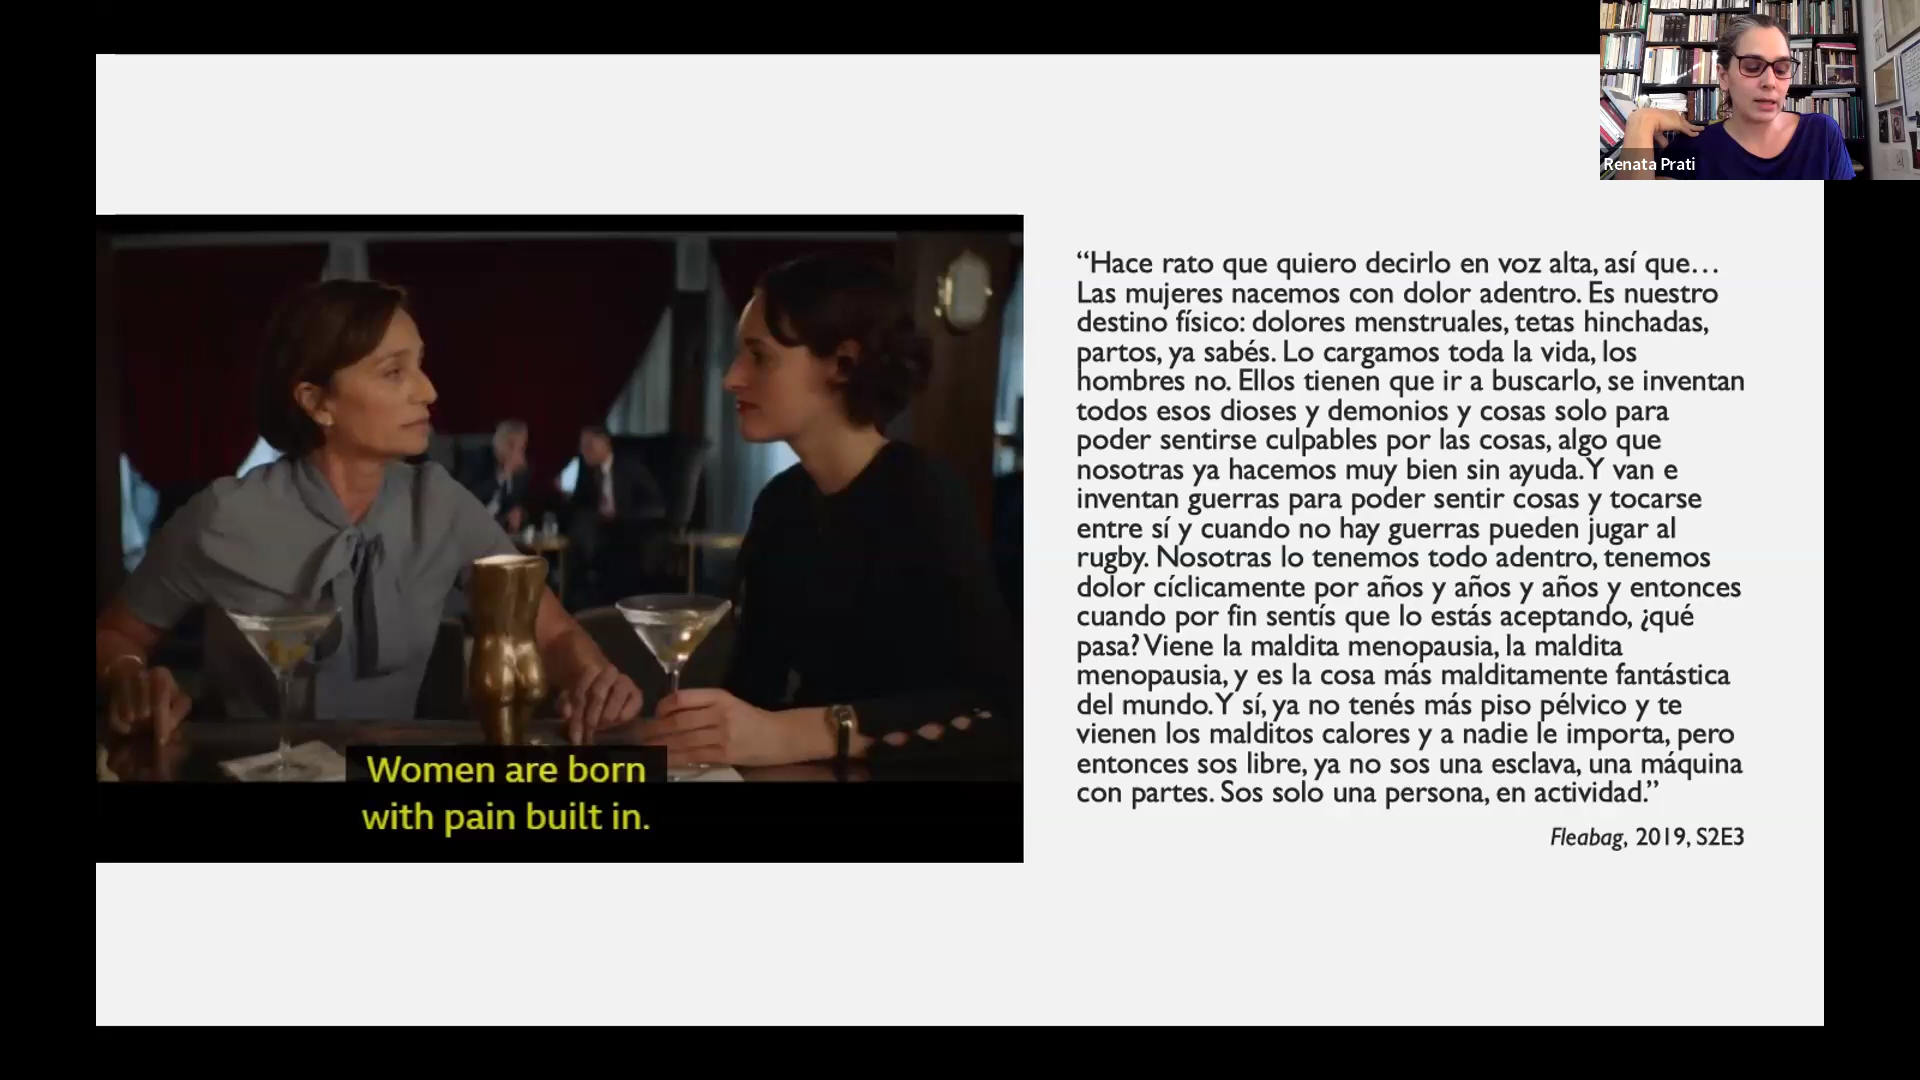 Renata Prati
Women are born
with pain built in.
“Hace rato que quiero decirlo en voz alta, así que…
Las mujeres nacemos con dolor adentro. Es nuestro
destino físico: dolores menstruales, tetas hinchadas,
partos, ya sabés. Lo cargamos toda la vida, los
hombres no. Ellos tienen que ir a buscarlo, se inventan
todos esos dioses y demonios y cosas solo para
poder sentirse culpables por las cosas, algo que
nosotras ya hacemos muy bien sin ayuda. Y van e
inventan guerras para poder sentir cosas y tocarse
entre sí y cuando no hay guerras pueden jugar al
rugby. Nosotras lo tenemos todo adentro, tenemos
dolor cíclicamente por años y años y años y entonces
cuando por fin sentís que lo estás aceptando, ¿qué
pasa? Viene la maldita menopausia, la maldita
menopausia, y es la cosa más malditamente fantástica
del mundo. Y sí, ya no tenés más piso pélvico y te
vienen los malditos calores y a nadie le importa, pero
entonces sos libre, ya no sos una esclava, una máquina
con partes. Sos solo una persona, en actividad.”
Fleabag, 2019, S2E3